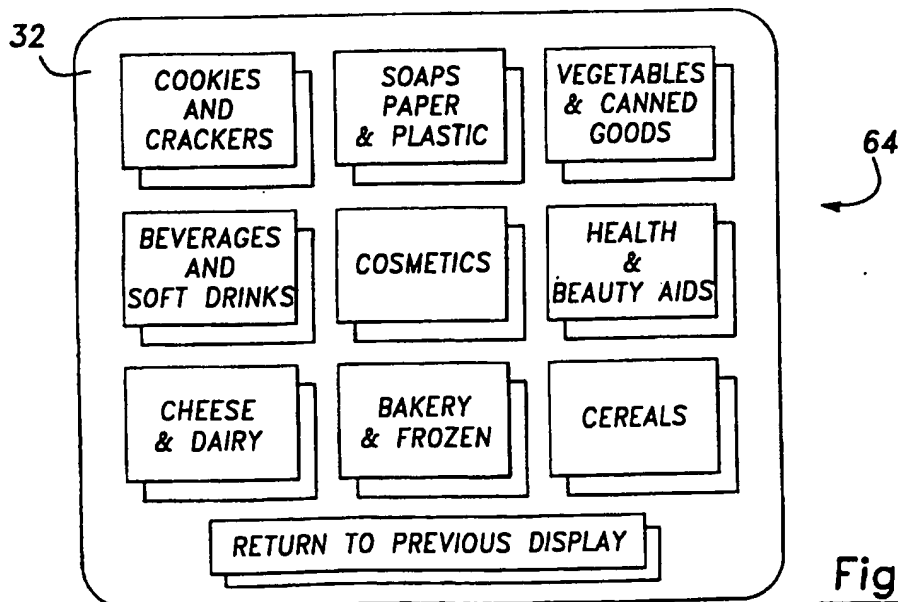 32
COOKIES
AND
CRACKERS
SOAPS
PAPER
& PLASTIC
VEGETABLES
& CANNED
GOODS
64
BEVERAGES
AND
SOFT DRINKS
COSMETICS
HEALTH
&
BEAUTY AIDS
CHEESE
& DAIRY
BAKERY
& FROZEN
CEREALS
RETURN TO PREVIOUS DISPLAY
Fig